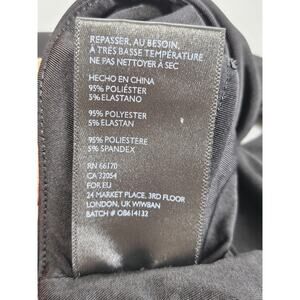 REPASSER, AU BESOIN,
À TRÈS BASSE TEMPÉRATURE
NE PAS NETTOYER À SEC
HECHO EN CHINA
95% POLIÉSTER
5% ELASTANO
95% POLYESTER
5% ELASTAN
95% POLIESTERE
5% SPANDEX
RN 66170
CA 32054
FOR EU
24 MARKET PLACE, 3RD FLOOR
LONDON, UK W1W8AN
BATCH # OB614132